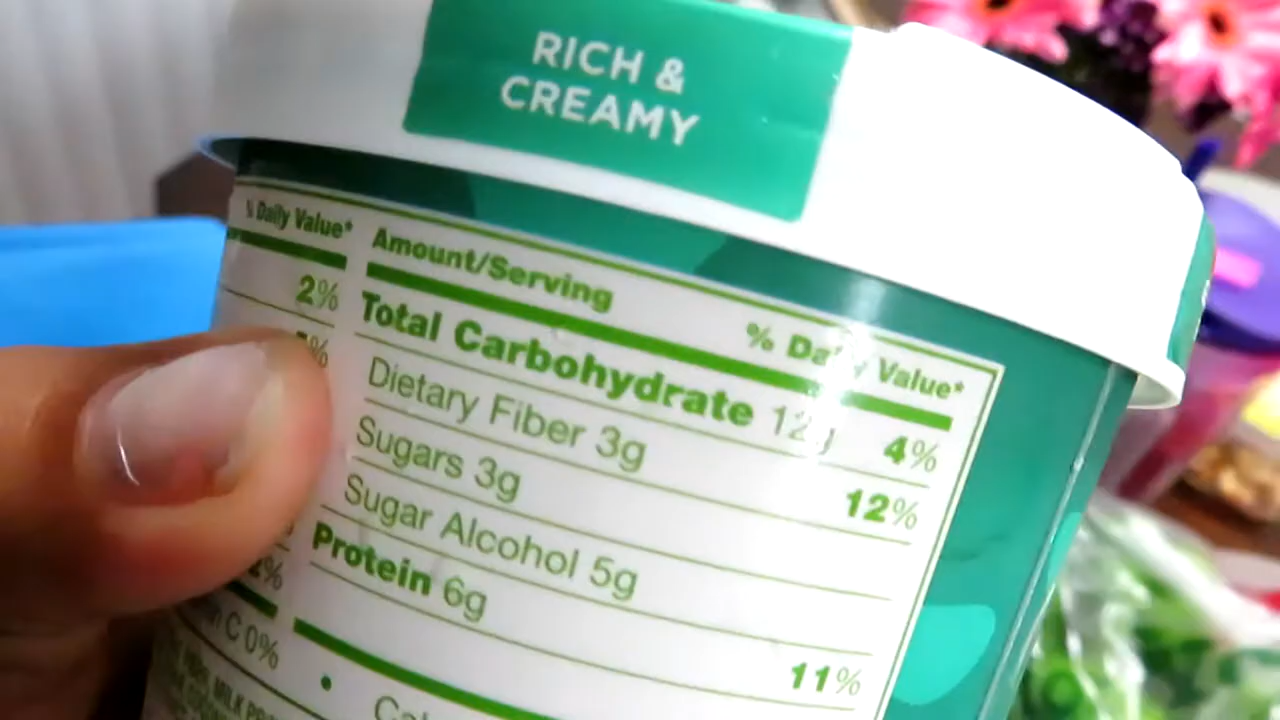 RICH &
CREAMY
% Daily Value*
2%
Amount/Serving % Daily Value*
Total Carbohydrate 12g 4%
Dietary Fiber 3g 12%
Sugars 3g
Sugar Alcohol 5g
Protein 6g 11%
C 0%